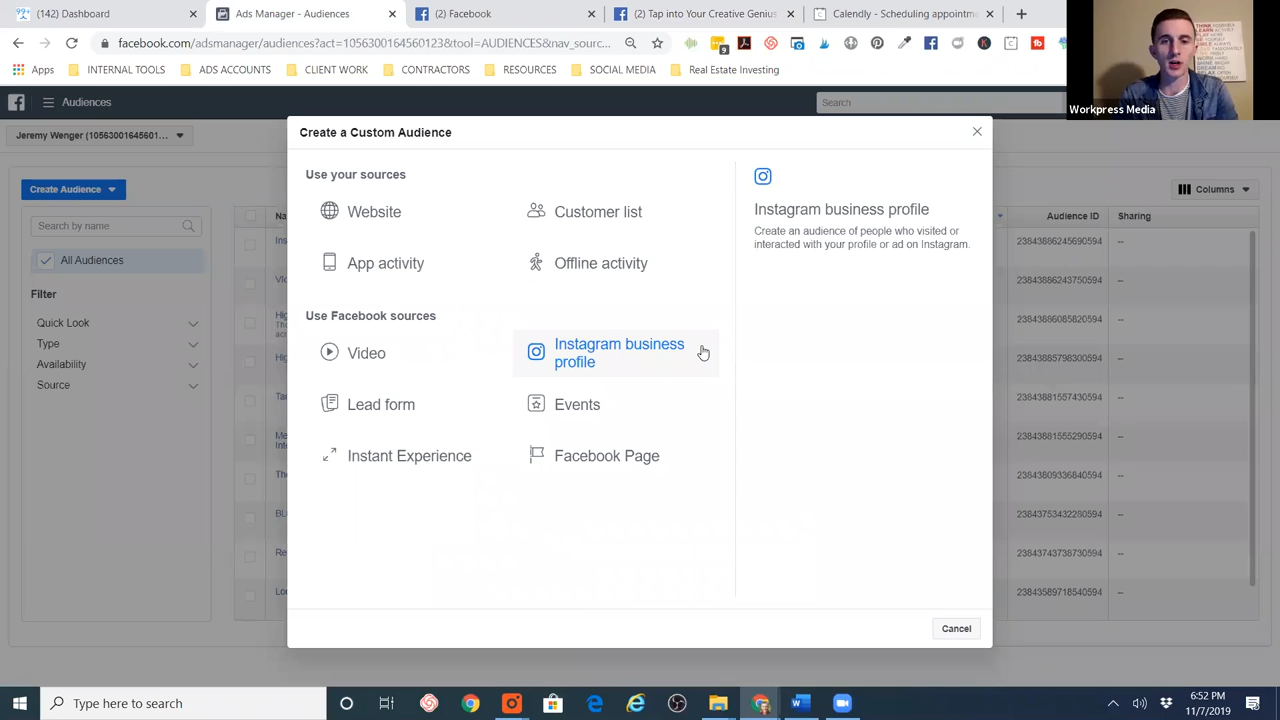 (142) Dashboard
Ads Manager - Audiences
(2) Facebook
(2) Tap into Your Creative Genius
Calendly - Scheduling appointm
facebook.com/adsmanager/audiences?act=105630016456012
Apps
INTERNAL TOOLS
ADS ACCOUNTS
CLIENT WORK
CONTRACTORS
RESOURCES
SOCIAL MEDIA
Real Estate Investing
9
Workpress Media
Audiences
Search
Jeremy Wenger (10563001645601...
Create a Custom Audience
Create Audience
Columns
Search by name
All Audiences
Filter
Quick Look
Type
Availability
Source
Use your sources
Website
Customer list
App activity
Offline activity
Use Facebook sources
Video
Instagram business
profile
Lead form
Events
Instant Experience
Facebook Page
Instagram business profile
Create an audience of people who visited or
interacted with your profile or ad on Instagram.
Cancel
Audience ID
Sharing
23843886245690594 --
23843886243750594 --
23843886085820594 --
23843885798300594 --
23843881557430594 --
23843881555290594 --
23843809336840594 --
23843753432280594 --
23843743738730594 --
23843589718540594 --
Type here to search
6:52 PM
11/7/2019